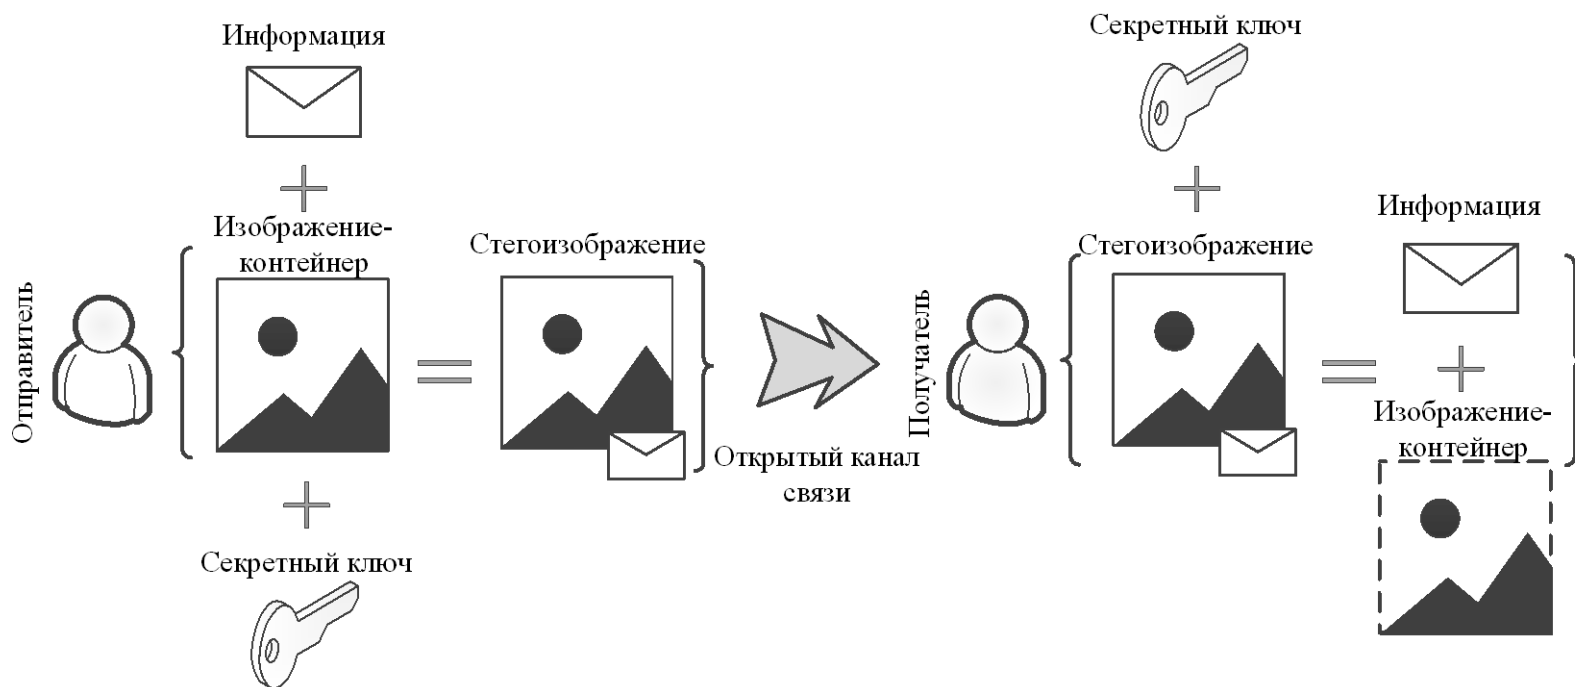 Информация
Изображение-
контейнер
Стегоизображение
Отправитель
Секретный ключ
Открытый канал
связи
Секретный ключ
Стегоизображение
Получатель
Информация
Изображение-
контейнер